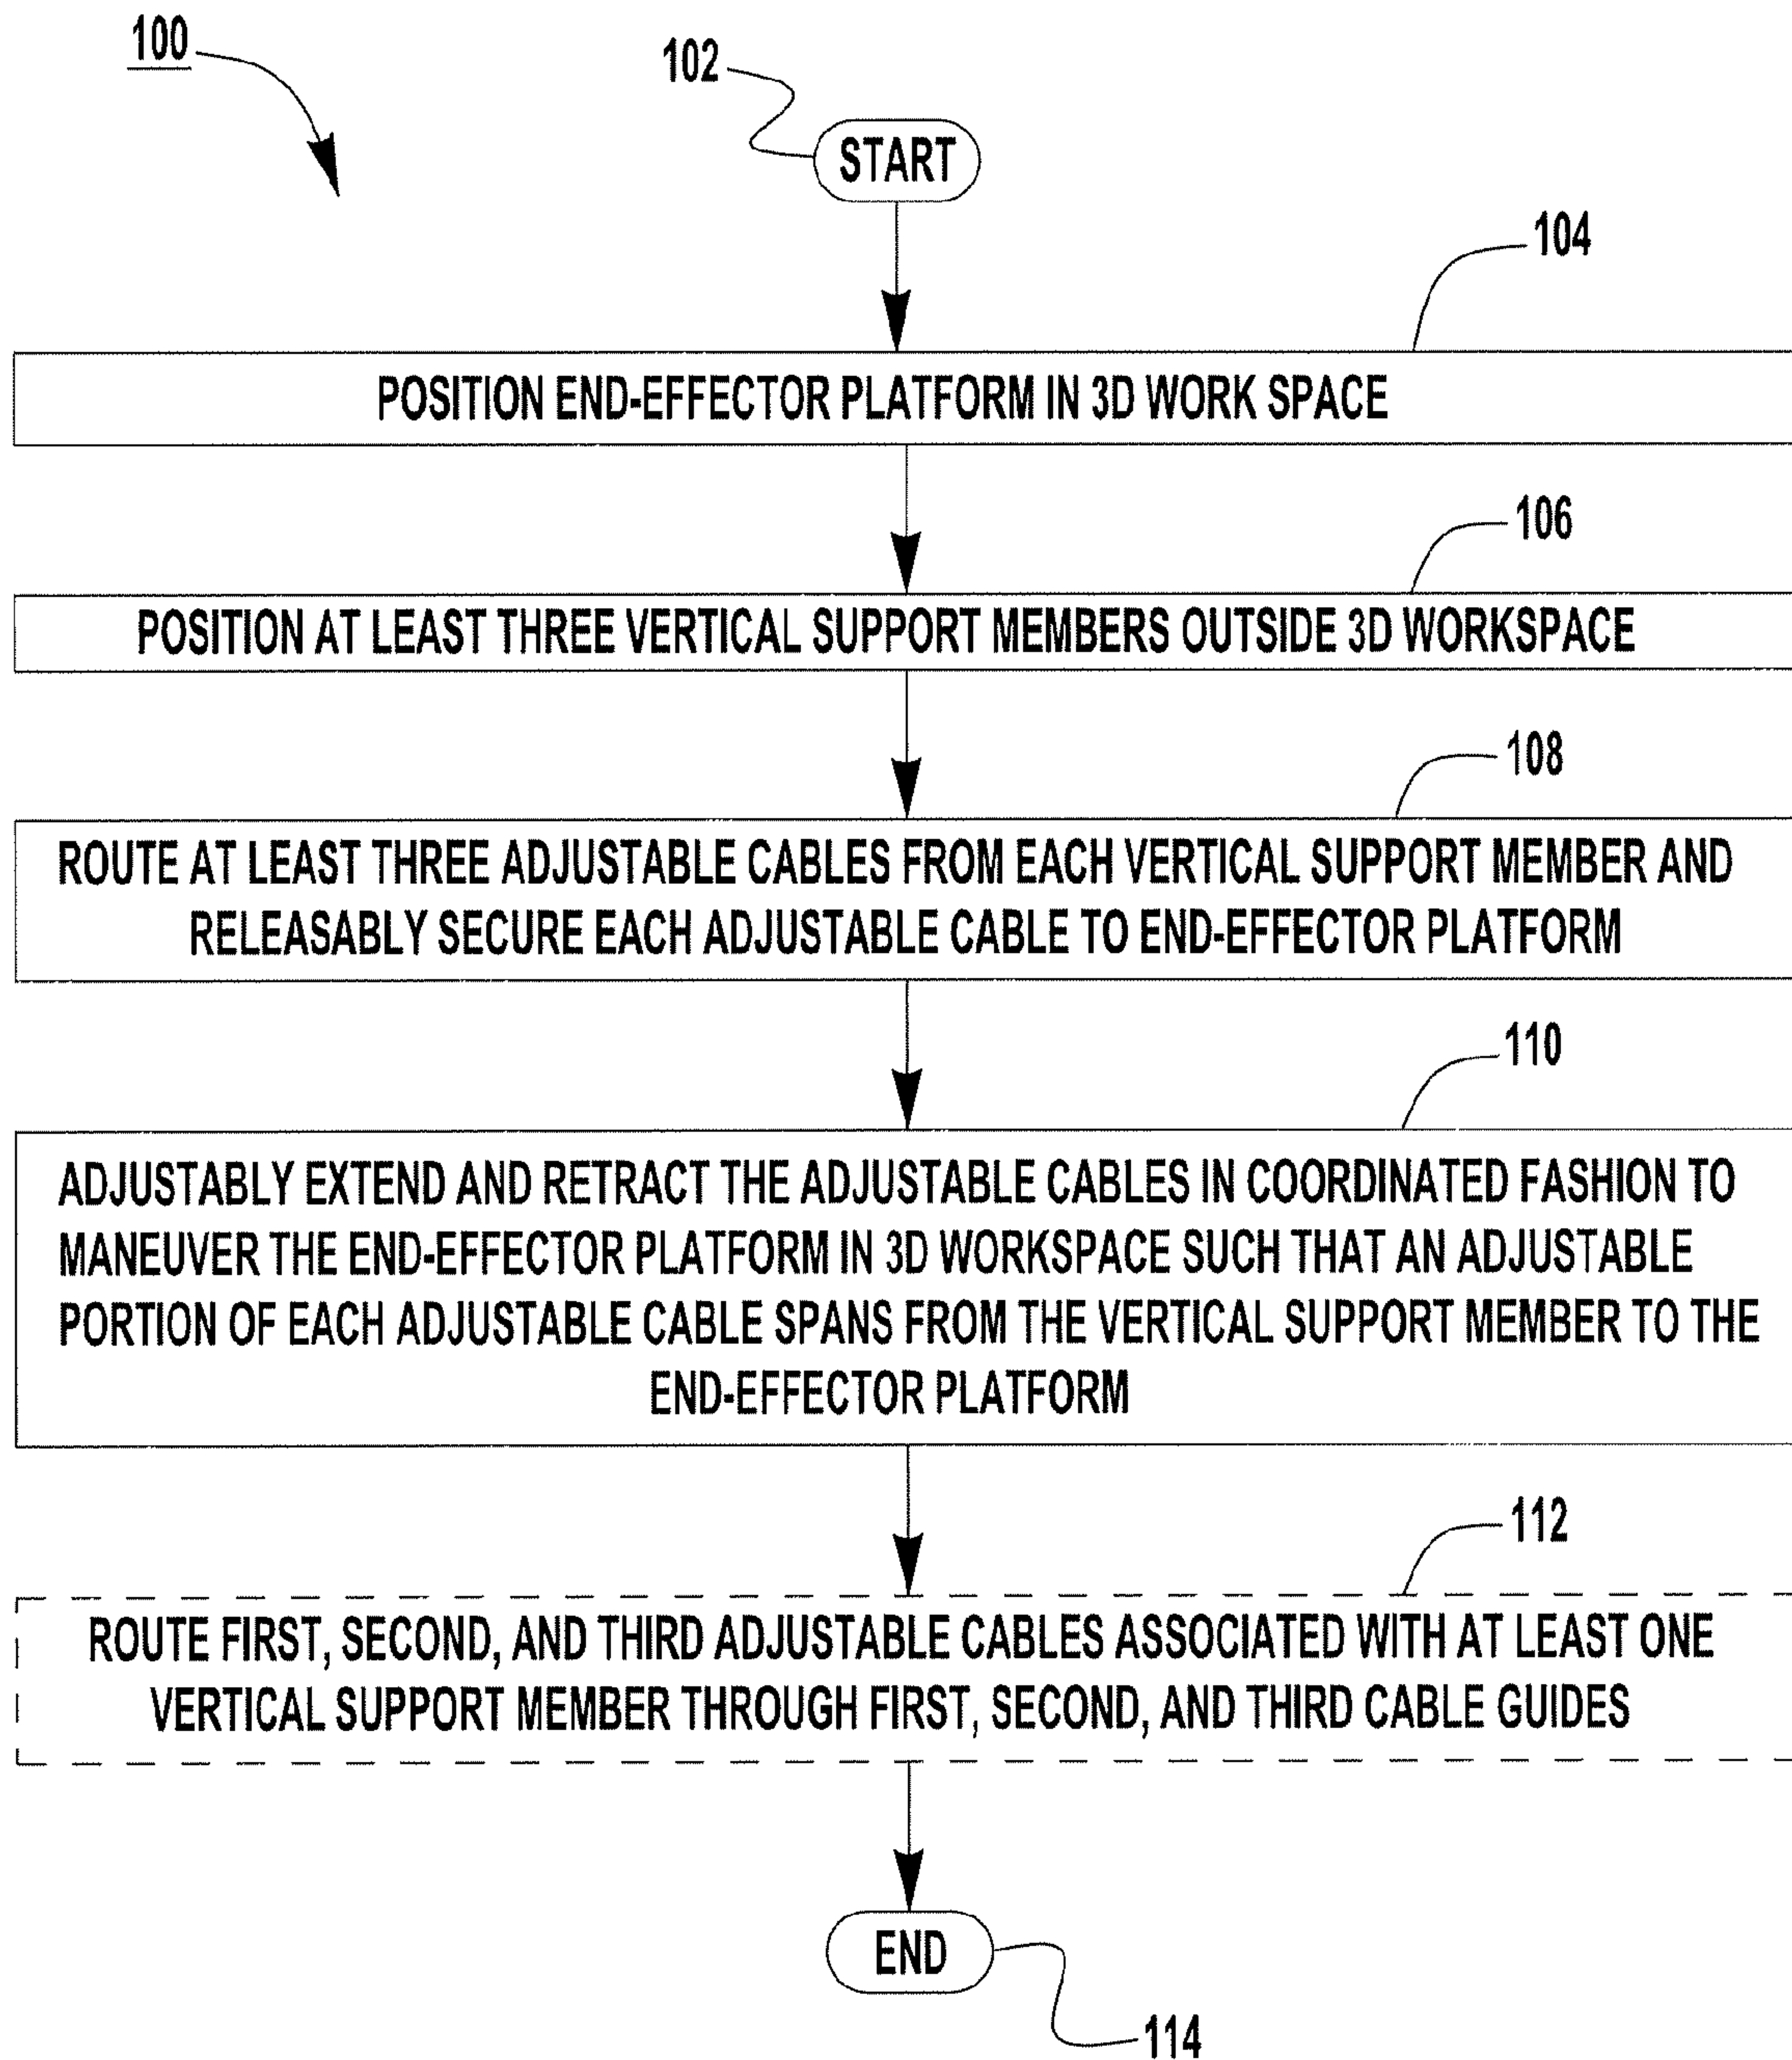 100
102
START
104
POSITION END-EFFECTOR PLATFORM IN 3D WORK SPACE
106
POSITION AT LEAST THREE VERTICAL SUPPORT MEMBERS OUTSIDE 3D WORKSPACE
108
ROUTE AT LEAST THREE ADJUSTABLE CABLES FROM EACH VERTICAL SUPPORT MEMBER AND
RELEASABLY SECURE EACH ADJUSTABLE CABLE TO END-EFFECTOR PLATFORM
110
ADJUSTABLY EXTEND AND RETRACT THE ADJUSTABLE CABLES IN COORDINATED FASHION TO
MANEUVER THE END-EFFECTOR PLATFORM IN 3D WORKSPACE SUCH THAT AN ADJUSTABLE
PORTION OF EACH ADJUSTABLE CABLE SPANS FROM THE VERTICAL SUPPORT MEMBER TO THE
END-EFFECTOR PLATFORM
112
ROUTE FIRST, SECOND, AND THIRD ADJUSTABLE CABLES ASSOCIATED WITH AT LEAST ONE
VERTICAL SUPPORT MEMBER THROUGH FIRST, SECOND, AND THIRD CABLE GUIDES
END
114